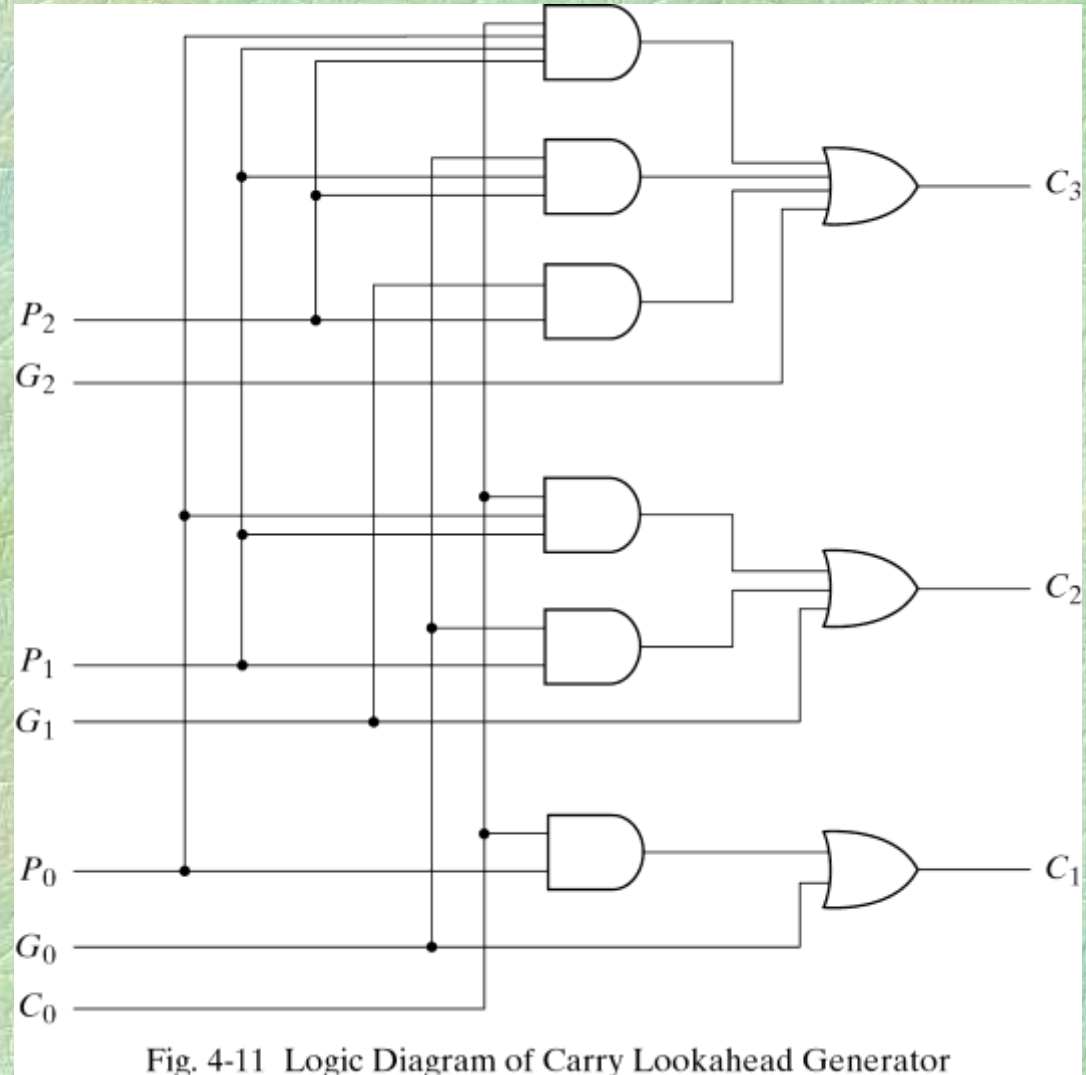 C₃
P₂
G₂
C₂
P₁
G₁
P₀
C₁
G₀
C₀
Fig. 4-11 Logic Diagram of Carry Lookahead Generator